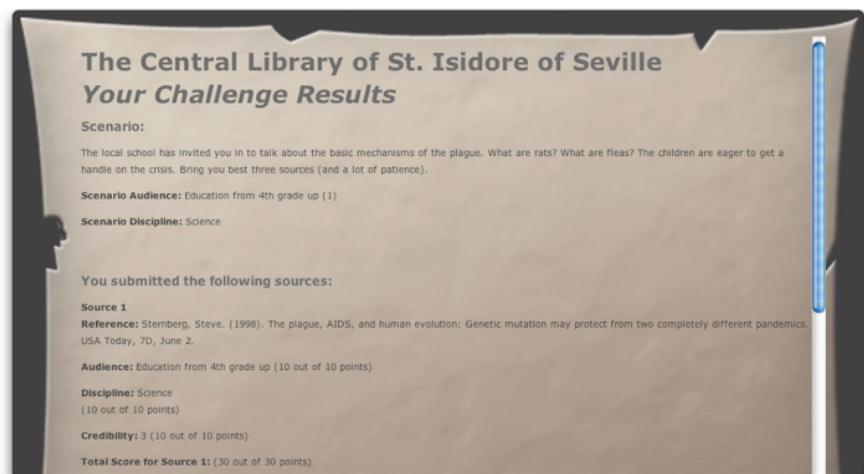 The Central Library of St. Isidore of Seville
Your Challenge Results
Scenario:
The local school has invited you in to talk about the basic mechanisms of the plague. What are rats? What are fleas? The children are eager to get a
handle on the crisis. Bring you best three sources (and a lot of patience).
Scenario Audience: Education from 4th grade up (1)
Scenario Discipline: Science
You submitted the following sources:
Source 1
Reference: Sternberg, Steve. (1998). The plague, AIDS, and human evolution: Genetic mutation may protect from two completely different pandemics.
USA Today, 7D, June 2.
Audience: Education from 4th grade up (10 out of 10 points)
Discipline: Science
(10 out of 10 points)
Credibility: 3 (10 out of 10 points)
Total Score for Source 1: (30 out of 30 points)